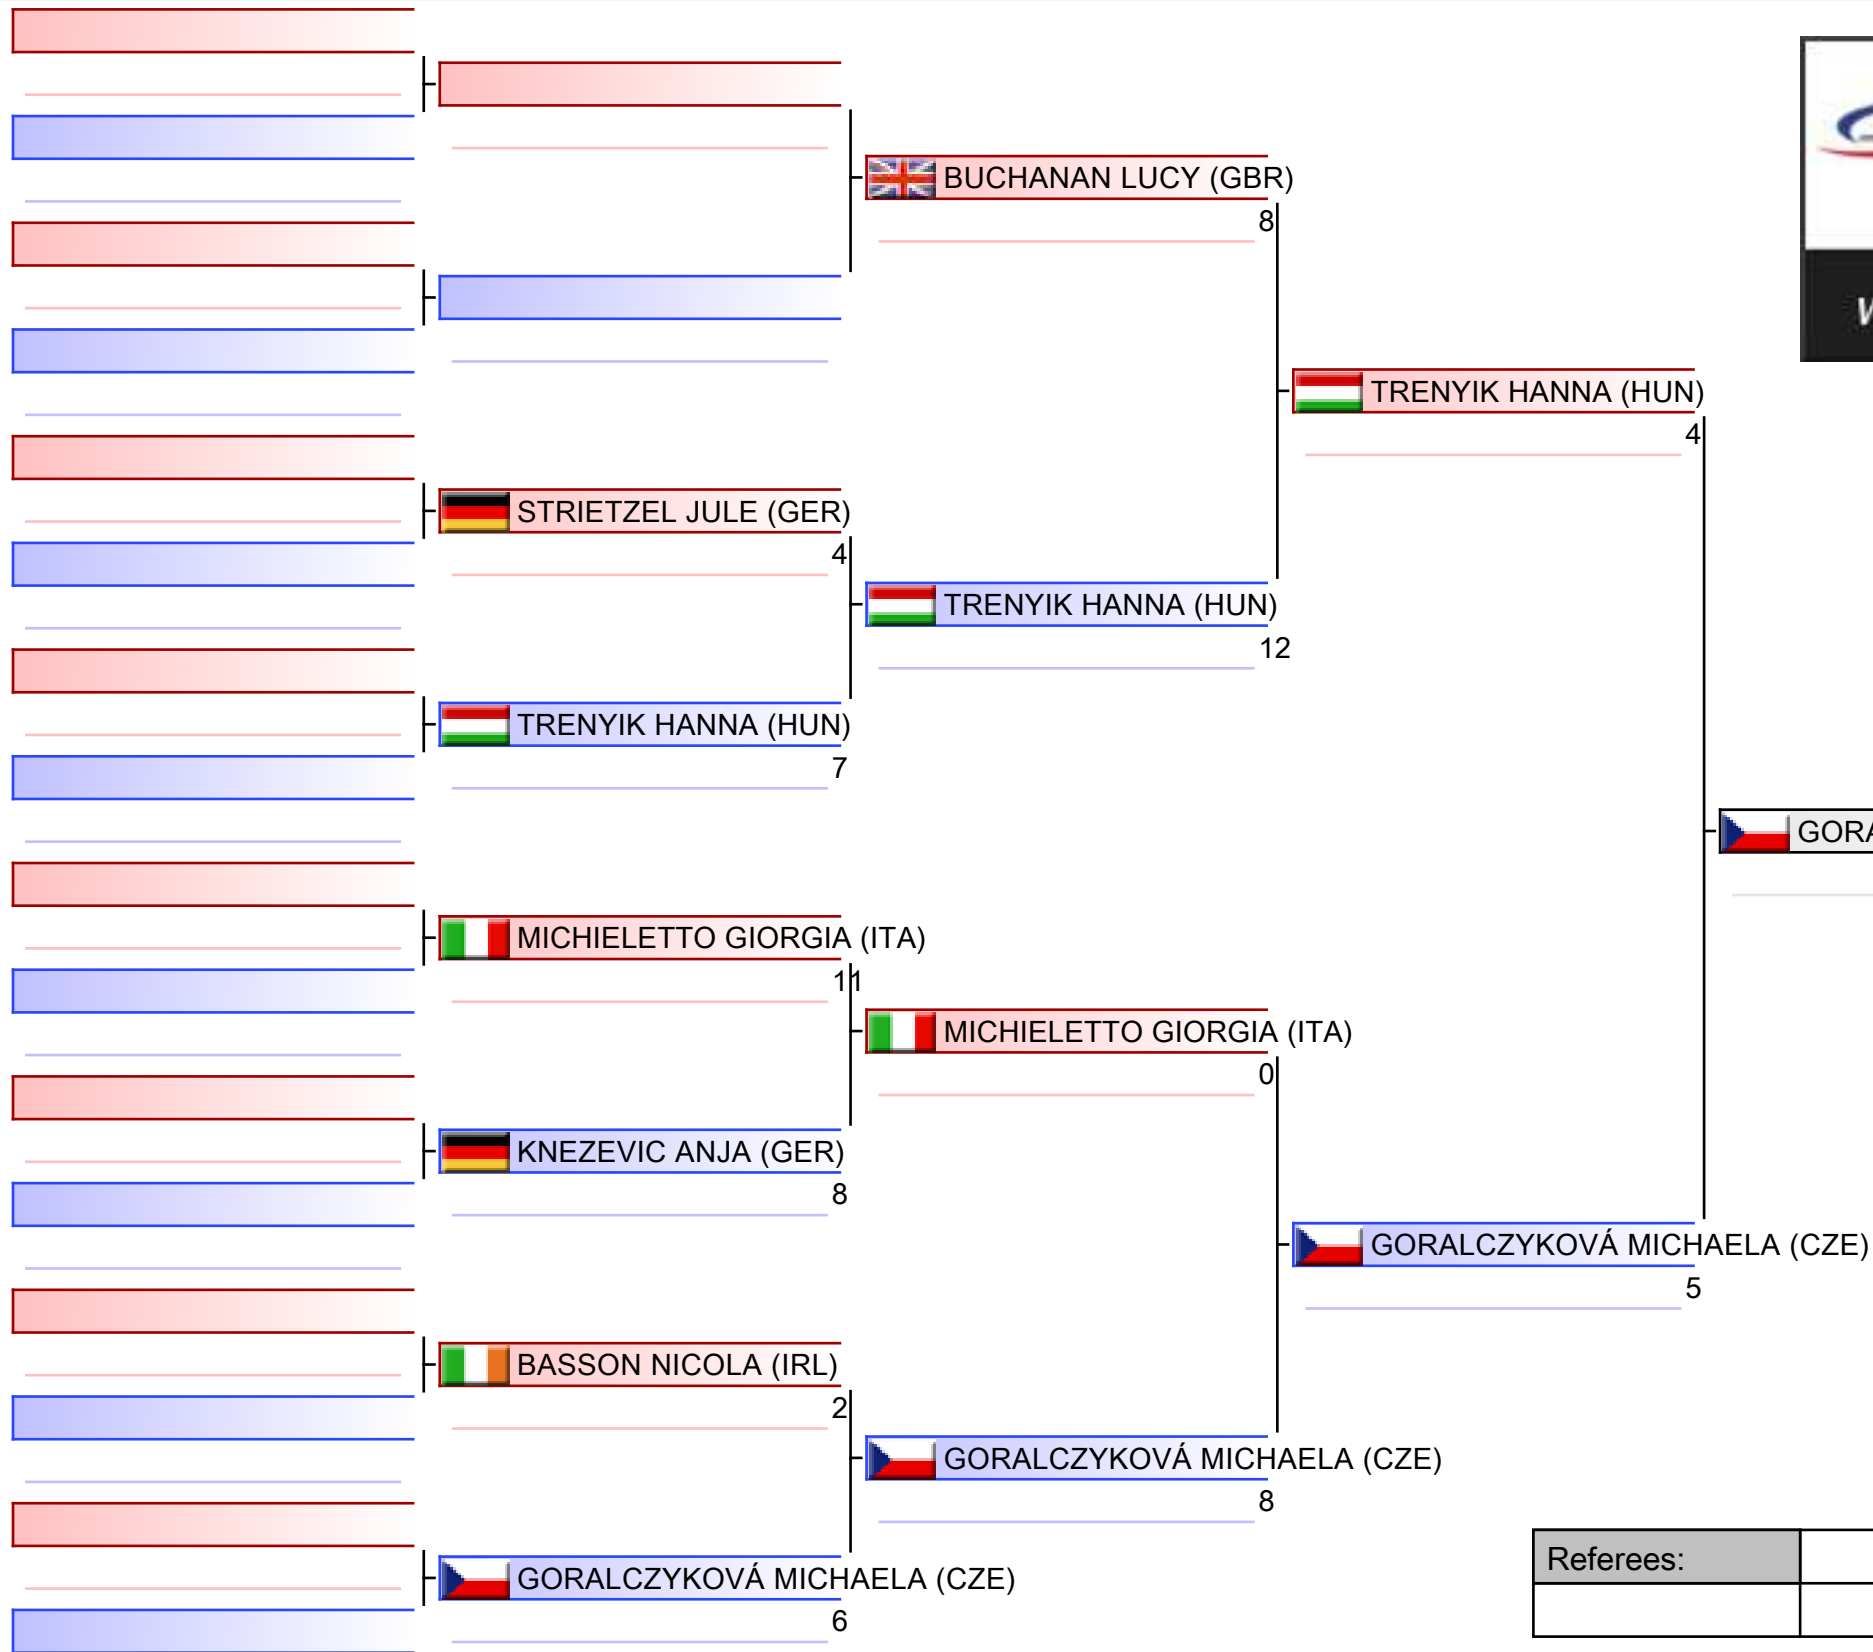 BUCHANAN LUCY (GBR)
8
TRENYIK HANNA (HUN)
4
STRIETZEL JULE (GER)
4
TRENYIK HANNA (HUN)
12
TRENYIK HANNA (HUN)
7
MICHIELETTO GIORGIA (ITA)
11
MICHIELETTO GIORGIA (ITA)
0
KNEZEVIC ANJA (GER)
8
GORALCZYKOVÁ MICHAELA (CZE)
5
BASSON NICOLA (IRL)
2
GORALCZYKOVÁ MICHAELA (CZE)
8
GORALCZYKOVÁ MICHAELA (CZE)
6
Referees: